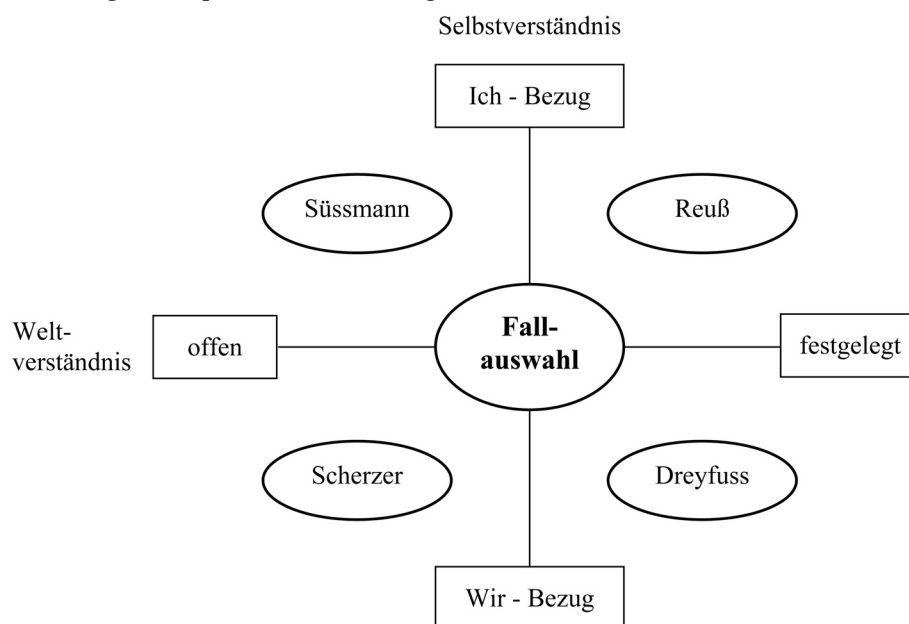 Selbstverständnis
Ich - Bezug
Süssmann
Reuß
Welt-
verständnis
offen
Fall-
auswahl
festgelegt
Scherzer
Dreyfuss
Wir - Bezug